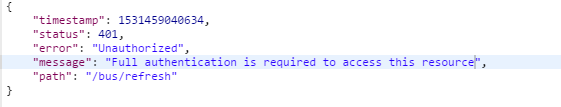 {
"timestamp": 1531459040634,
"status": 401,
"error": "Unauthorized",
"message": "Full authentication is required to access this resource",
"path": "/bus/refresh"
}